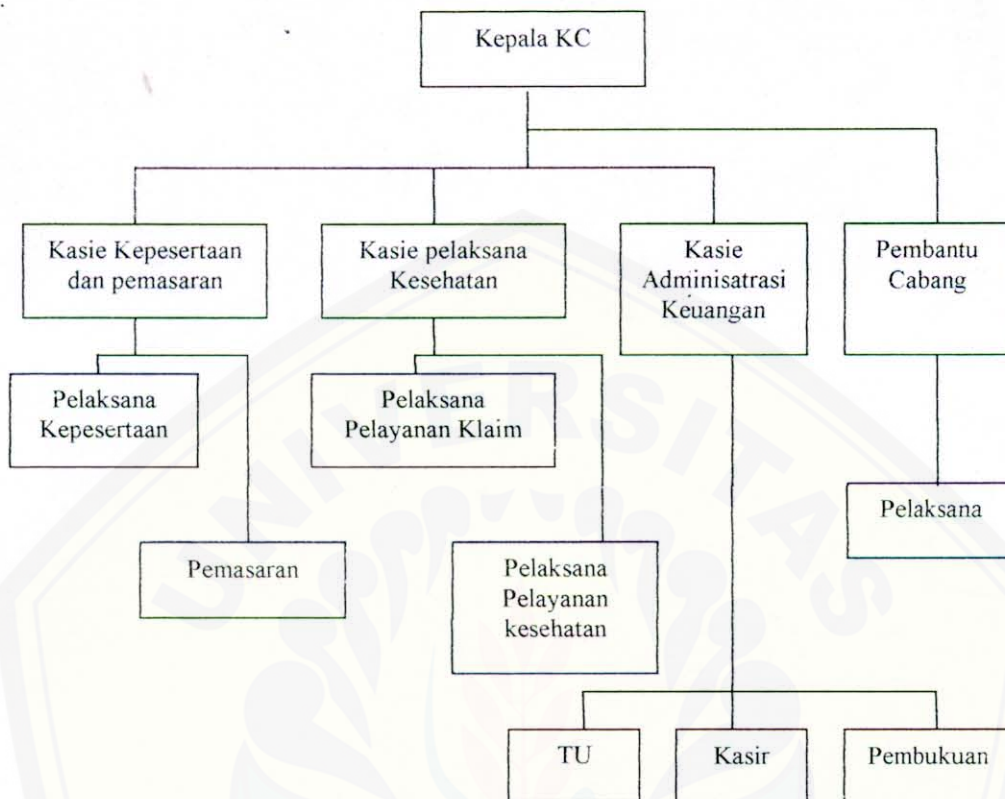 Kepala KC
Kasie Kepesertaan
dan pemasaran
Kasie pelaksana
Kesehatan
Kasie
Adminisatrasi
Keuangan
Pembantu
Cabang
Pelaksana
Kepesertaan
Pelaksana
Pelayanan Klaim
Pelaksana
Pemasaran
Pelaksana
Pelayanan
kesehatan
TU
Kasir
Pembukuan
UNIVERSITAS